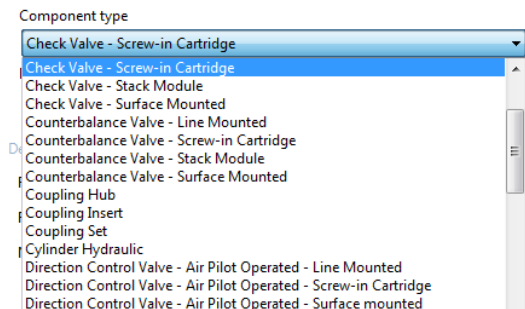 Component type
Check Valve - Screw-in Cartridge
Check Valve - Screw-in Cartridge
Check Valve - Stack Module
Check Valve - Surface Mounted
Counterbalance Valve - Line Mounted
Counterbalance Valve - Screw-in Cartridge
Counterbalance Valve - Stack Module
Counterbalance Valve - Surface Mounted
Coupling Hub
Coupling Insert
Coupling Set
Cylinder Hydraulic
Direction Control Valve - Air Pilot Operated - Line Mounted
Direction Control Valve - Air Pilot Operated - Screw-in Cartridge
Direction Control Valve - Air Pilot Operated - Surface mounted